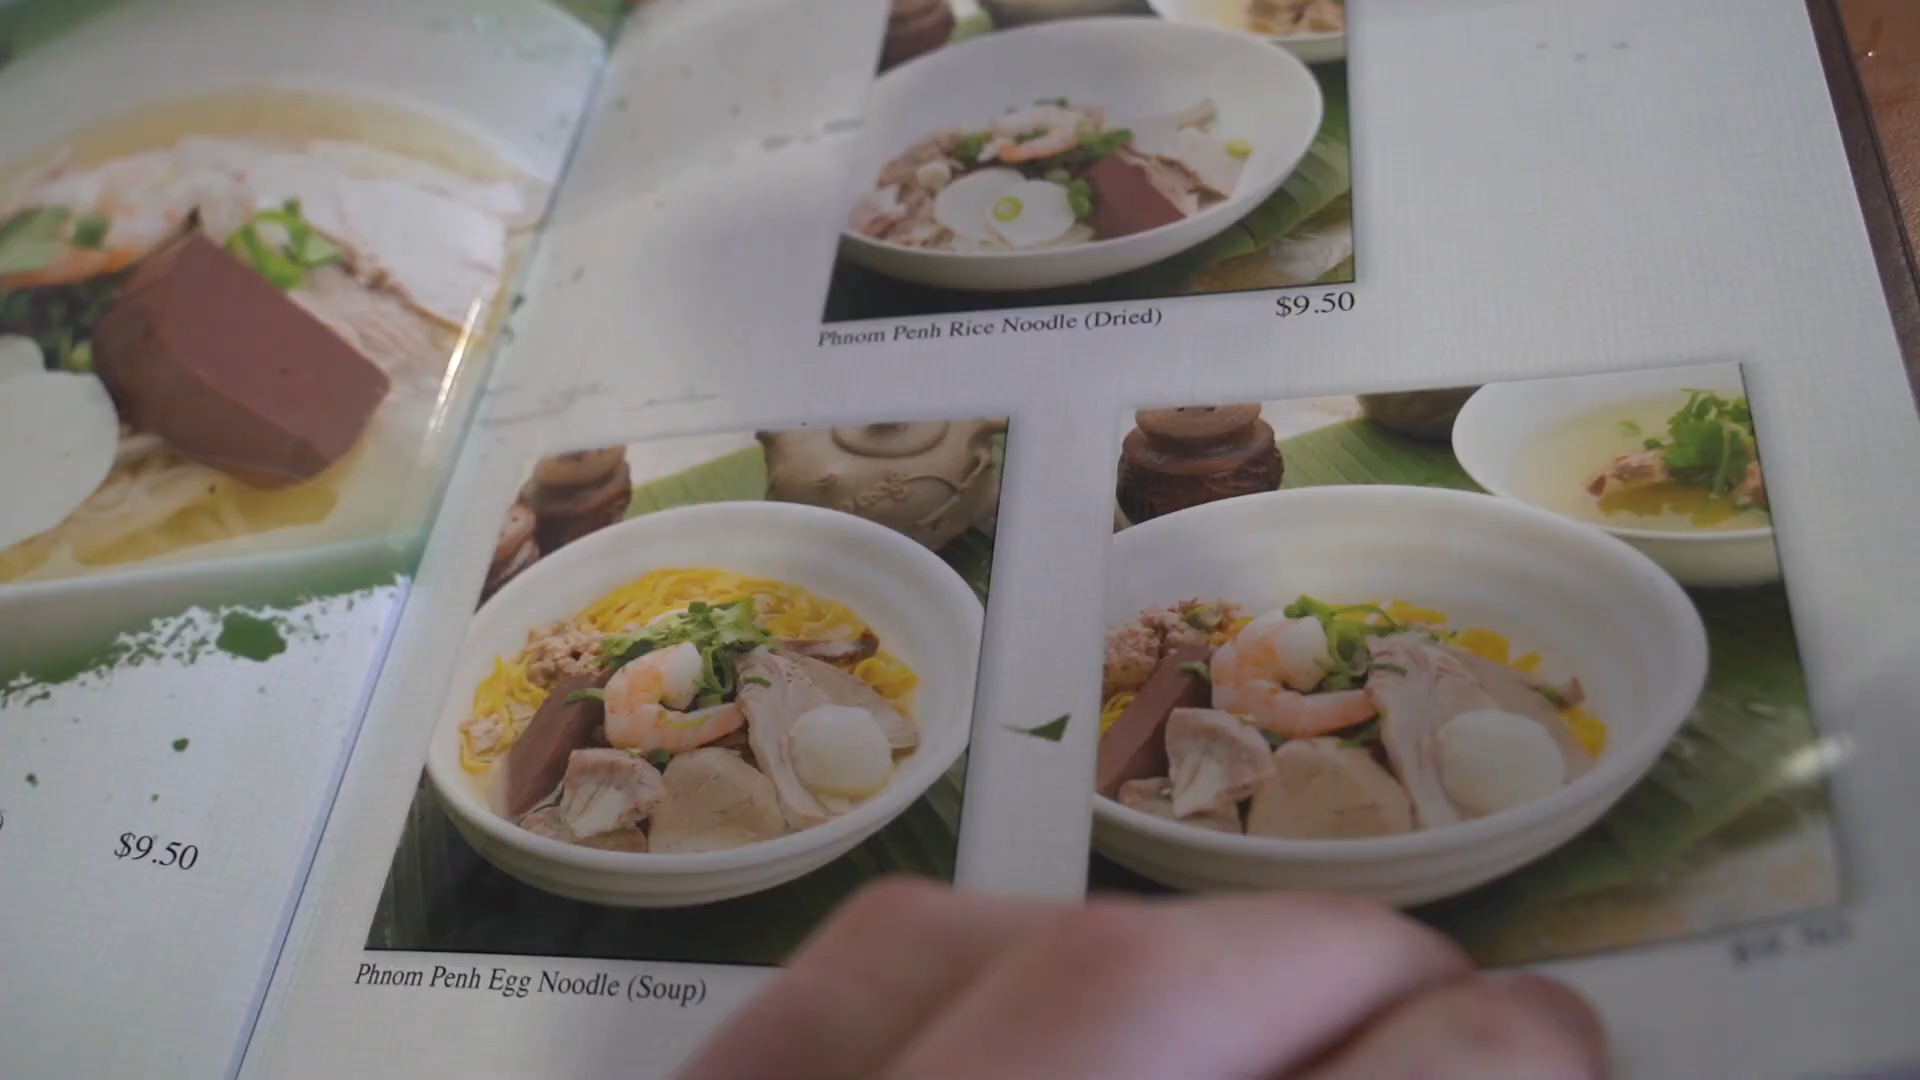 Phnom Penh Rice Noodle (Dried) $9.50
$9.50
Phnom Penh Egg Noodle (Soup)